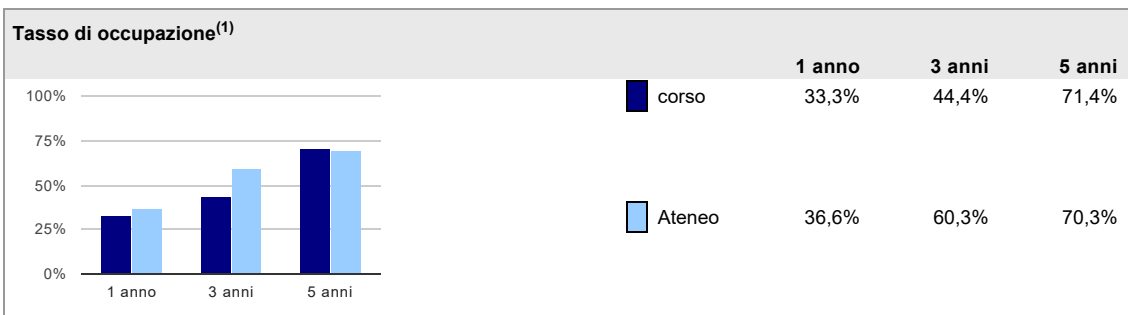 Tasso di occupazione(1)
1 anno 3 anni 5 anni
100%
75%
50%
25%
0%
1 anno 3 anni 5 anni
corso 33,3% 44,4% 71,4%
Ateneo 36,6% 60,3% 70,3%